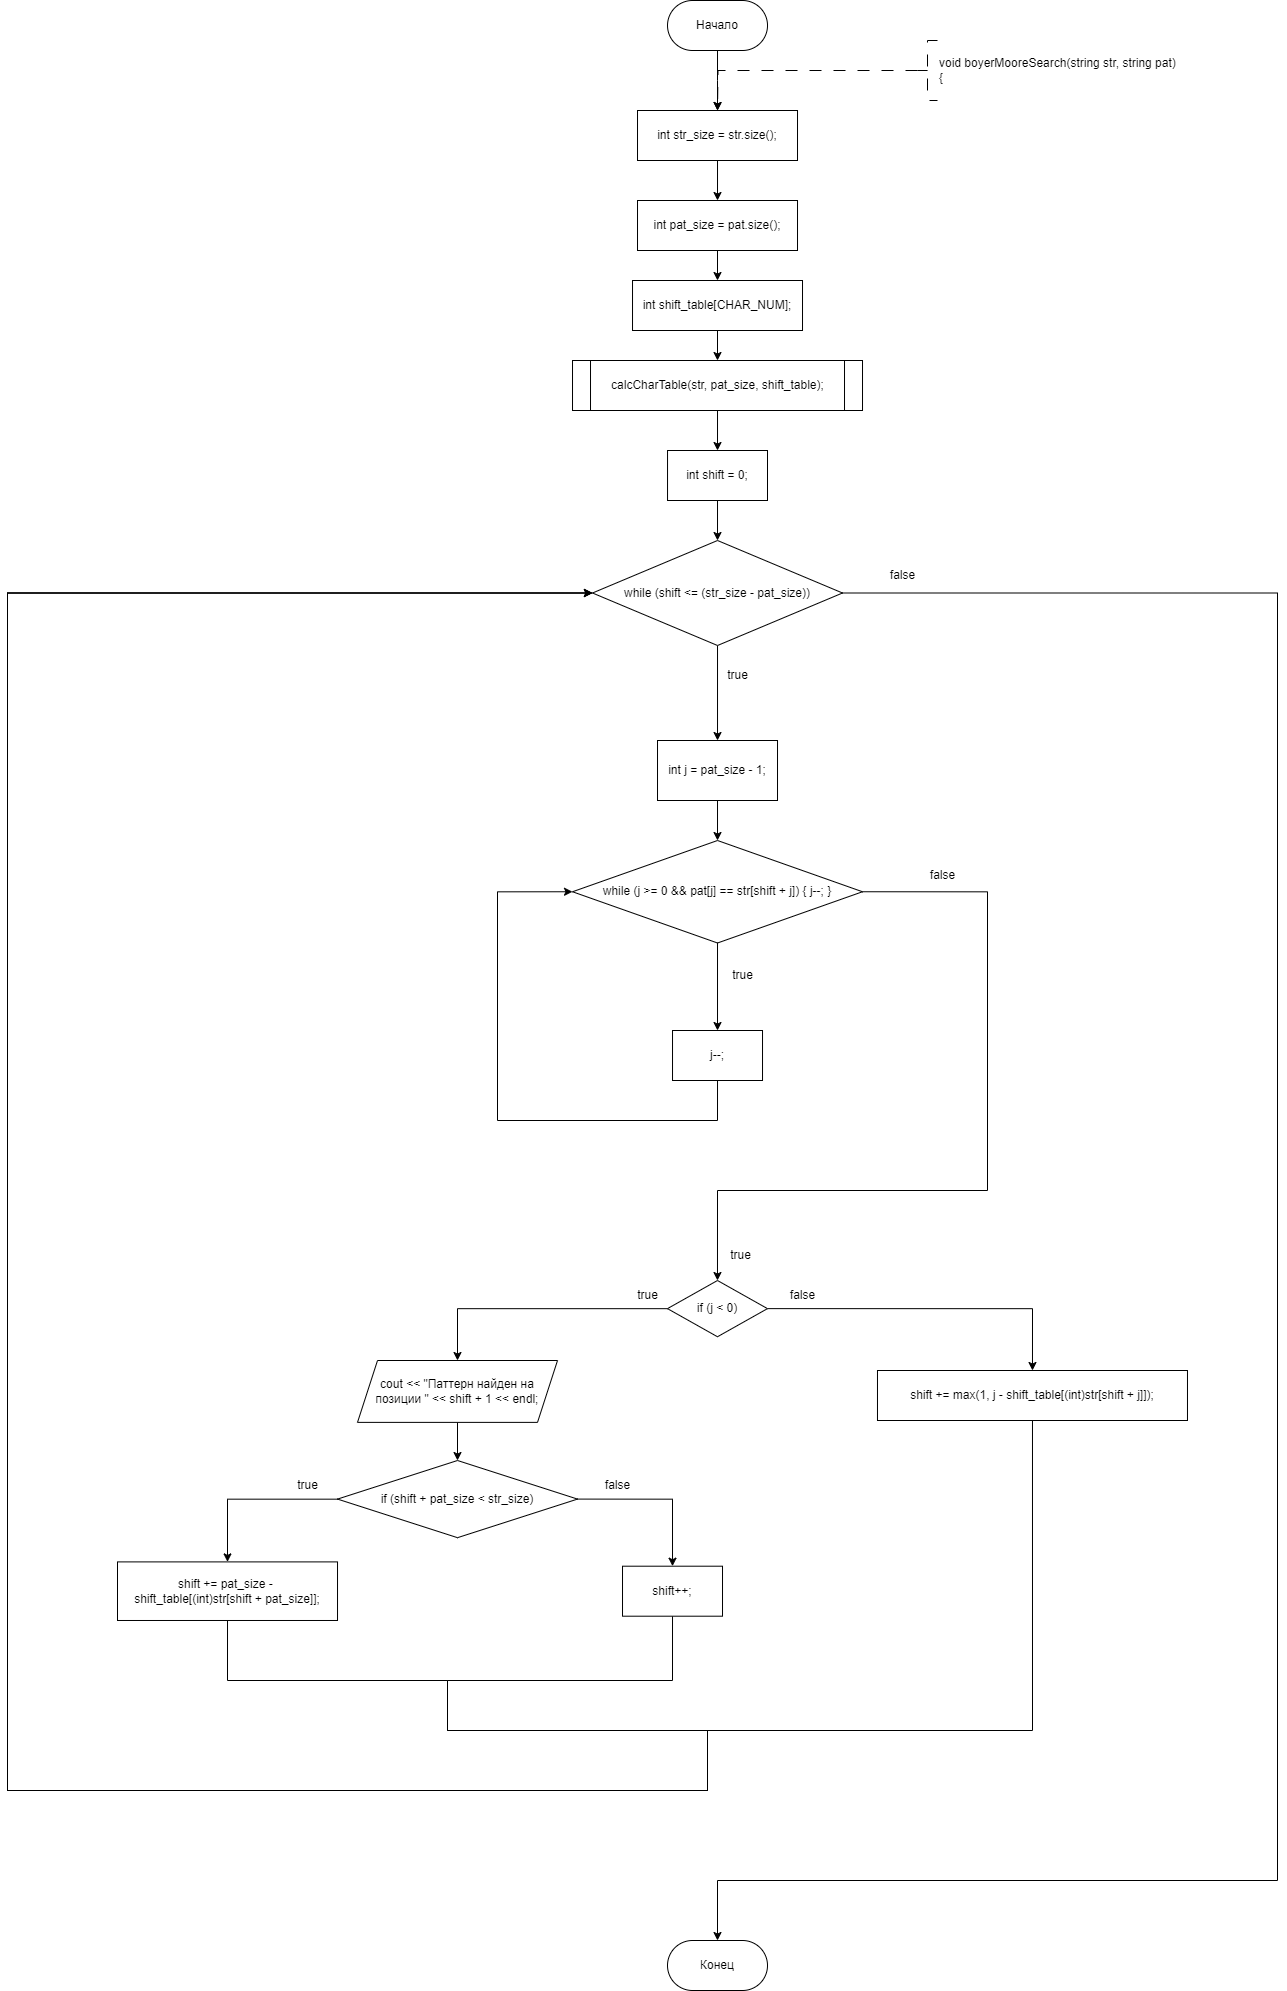 Начало
void boyerMooreSearch(string str, string pat)
{
int str_size = str.size();
int pat_size = pat.size();
int shift_table[CHAR_NUM];
calcCharTable(str, pat_size, shift_table);
int shift = 0;
false
while (shift <= (str_size - pat_size))
true
int j = pat_size - 1;
false
while (j >= 0 && pat[j] == str[shift + j]) { j--; }
true
j--;
true
true
false
if (j < 0)
cout << "Паттерн найден на
позиции " << shift + 1 << endl;
shift += max(1, j - shift_table[(int)str[shift + j]]);
true
false
if (shift + pat_size < str_size)
shift += pat_size -
shift_table[(int)str[shift + pat_size]];
shift++;
Конец